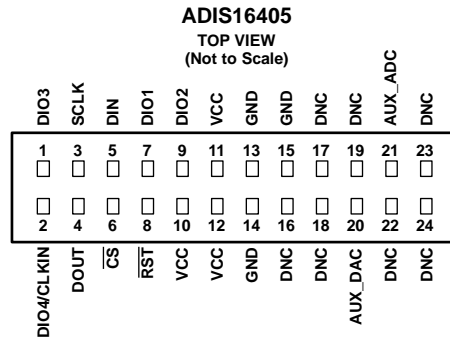 ADIS16405
TOP VIEW
(Not to Scale)
DIO3 SCLK DIN DIO1 DIO2 VCC GND GND DNC DNC AUX_ADC DNC
1 3 5 7 9 11 13 15 17 19 21 23
2 4 6 8 10 12 14 16 18 20 22 24
DIO4/CLKIN DOUT CS RST VCC VCC GND DNC DNC AUX_DAC DNC DNC